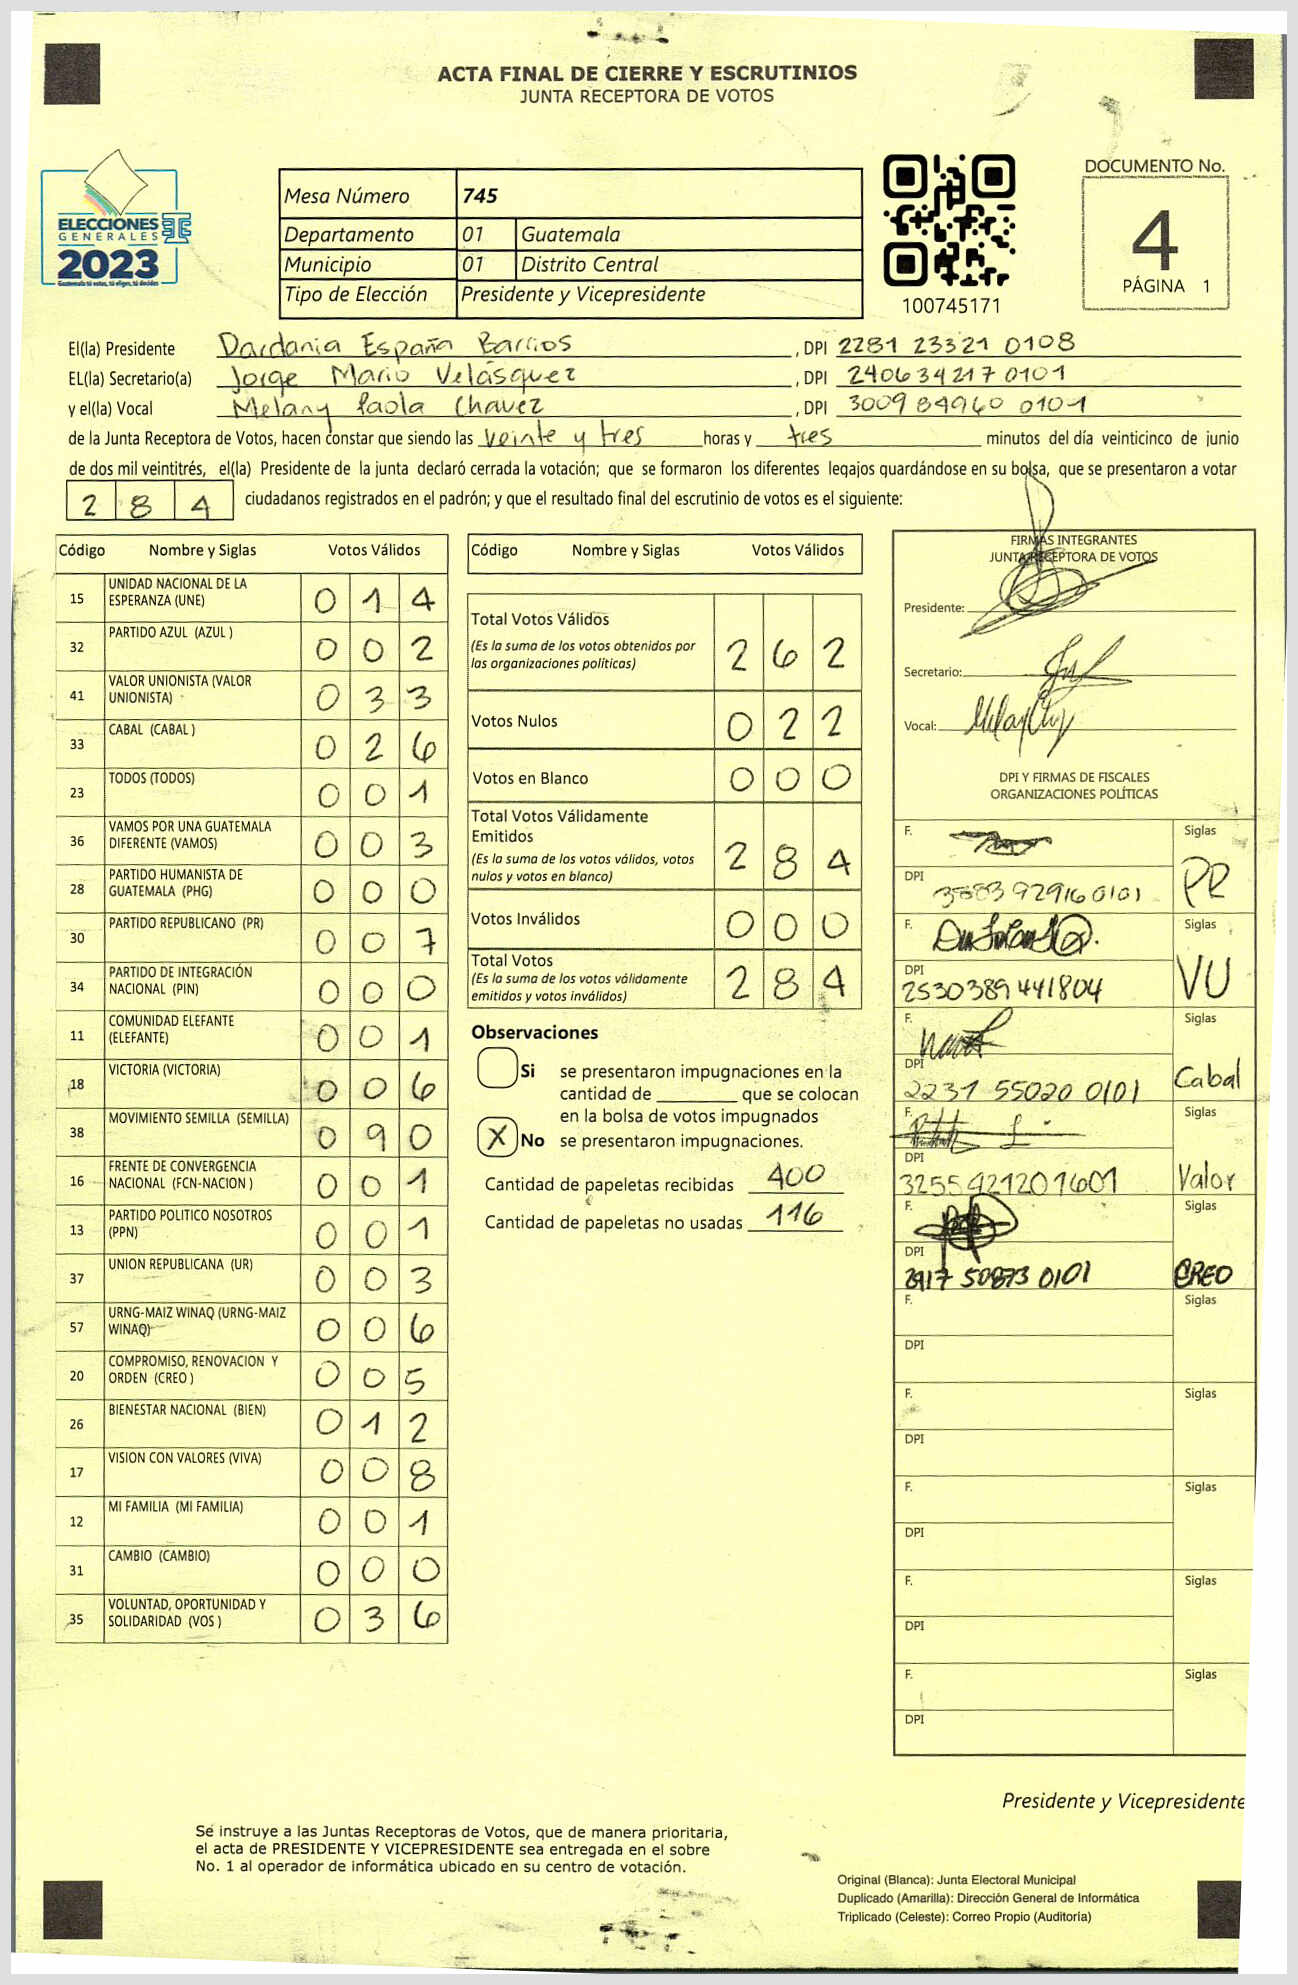 ACTA FINAL DE CIERRE Y ESCRUTINIOS
JUNTA RECEPTORA DE VOTOS
ELECCIONES
GENERALES
2023
Guatemala tú votas, tú eliges, tú decides
Mesa Número 745
Departamento 01 Guatemala
Municipio 01 Distrito Central
Tipo de Elección Presidente y Vicepresidente
100745171
DOCUMENTO No.
4
PÁGINA 1
El(la) Presidente Dardania España Barrios, DPI 2281 23321 0108
EL(la) Secretario(a) Jorge Mario Velásquez, DPI 240634217 0101
y el(la) Vocal Melany Paola Chavez, DPI 3009 84960 0101
de la Junta Receptora de Votos, hacen constar que siendo las veinte y tres horas y tres minutos del día veinticinco de junio
de dos mil veintitrés, el(la) Presidente de la junta declaró cerrada la votación; que se formaron los diferentes legajos guardándose en su bolsa, que se presentaron a votar
2 8 4 ciudadanos registrados en el padrón; y que el resultado final del escrutinio de votos es el siguiente:
Código Nombre y Siglas Votos Válidos
15 UNIDAD NACIONAL DE LA ESPERANZA (UNE) 0 1 4
32 PARTIDO AZUL (AZUL ) 0 0 2
41 VALOR UNIONISTA (VALOR UNIONISTA) 0 3 3
33 CABAL (CABAL ) 0 2 6
23 TODOS (TODOS) 0 0 1
36 VAMOS POR UNA GUATEMALA DIFERENTE (VAMOS) 0 0 3
28 PARTIDO HUMANISTA DE GUATEMALA (PHG) 0 0 0
30 PARTIDO REPUBLICANO (PR) 0 0 7
34 PARTIDO DE INTEGRACIÓN NACIONAL (PIN) 0 0 0
11 COMUNIDAD ELEFANTE (ELEFANTE) 0 0 1
18 VICTORIA (VICTORIA) 0 0 6
38 MOVIMIENTO SEMILLA (SEMILLA) 0 9 0
16 FRENTE DE CONVERGENCIA NACIONAL (FCN-NACION ) 0 0 1
13 PARTIDO POLITICO NOSOTROS (PPN) 0 0 1
37 UNION REPUBLICANA (UR) 0 0 3
57 URNG-MAIZ WINAQ (URNG-MAIZ WINAQ) 0 0 6
20 COMPROMISO, RENOVACION Y ORDEN (CREO ) 0 0 5
26 BIENESTAR NACIONAL (BIEN) 0 1 2
17 VISION CON VALORES (VIVA) 0 0 8
12 MI FAMILIA (MI FAMILIA) 0 0 1
31 CAMBIO (CAMBIO) 0 0 0
35 VOLUNTAD, OPORTUNIDAD Y SOLIDARIDAD (VOS ) 0 3 6
Código Nombre y Siglas Votos Válidos
Total Votos Válidos
(Es la suma de los votos obtenidos por las organizaciones políticas) 2 6 2
Votos Nulos 0 2 2
Votos en Blanco 0 0 0
Total Votos Válidamente Emitidos
(Es la suma de los votos válidos, votos nulos y votos en blanco) 2 8 4
Votos Inválidos 0 0 0
Total Votos
(Es la suma de los votos válidamente emitidos y votos inválidos) 2 8 4
Observaciones
Si se presentaron impugnaciones en la
cantidad de ________ que se colocan
en la bolsa de votos impugnados
X No se presentaron impugnaciones.
Cantidad de papeletas recibidas 400
Cantidad de papeletas no usadas 116
FIRMAS INTEGRANTES
JUNTA RECEPTORA DE VOTOS
Presidente:
Secretario:
Vocal:
DPI Y FIRMAS DE FISCALES
ORGANIZACIONES POLÍTICAS
F. Siglas
DPI 3583 92916 0101 PR
F. Siglas
DPI 2530389441804 VU
F. Siglas
DPI 2231 55020 0101 Cabal
F. Siglas
DPI 3255921201601 Valor
F. Siglas
DPI 50873 0101 CREO
F. Siglas
DPI
F. Siglas
DPI
F. Siglas
DPI
F. Siglas
DPI
F. Siglas
DPI
Presidente y Vicepresidente
Se instruye a las Juntas Receptoras de Votos, que de manera prioritaria,
el acta de PRESIDENTE Y VICEPRESIDENTE sea entregada en el sobre
No. 1 al operador de informática ubicado en su centro de votación.
Original (Blanca): Junta Electoral Municipal
Duplicado (Amarilla): Dirección General de Informática
Triplicado (Celeste): Correo Propio (Auditoría)